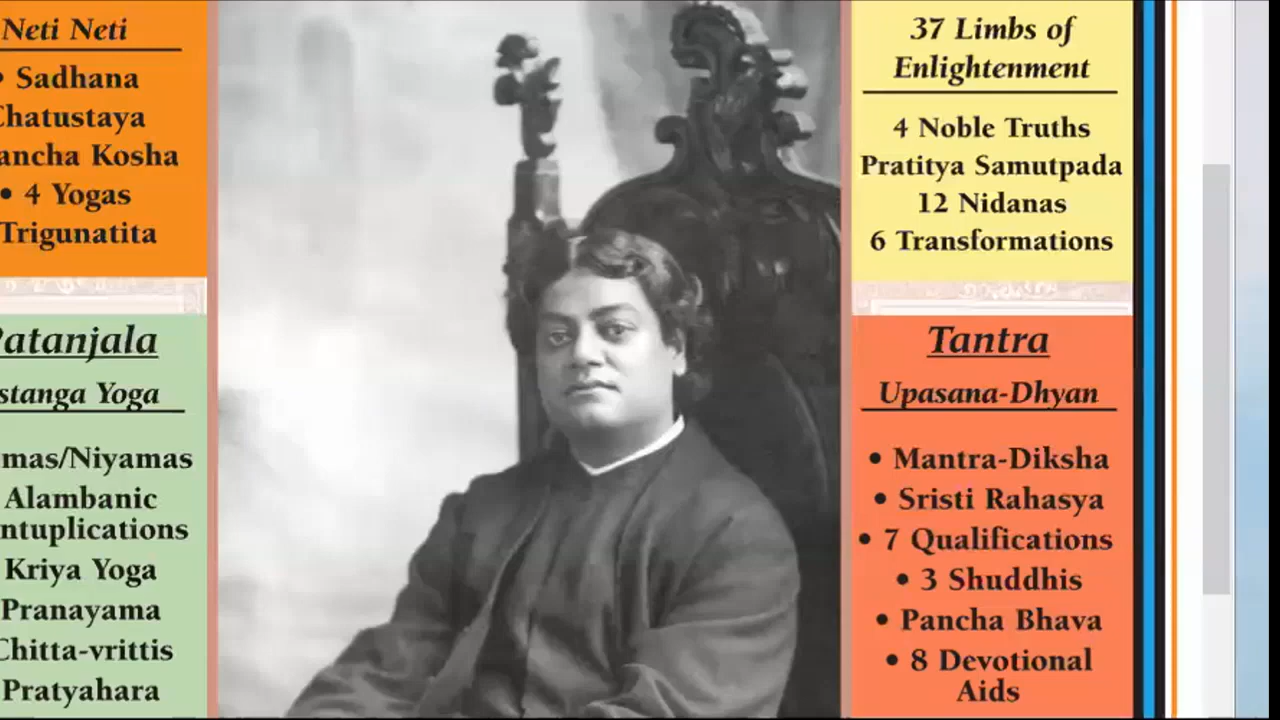 Neti Neti
• Sadhana
Chatustaya
ancha Kosha
• 4 Yogas
Trigunatita
Patanjala
stanga Yoga
mas/Niyamas
Alambanic
ntuplications
Kriya Yoga
Pranayama
Chitta-vrittis
Pratyahara
37 Limbs of
Enlightenment
4 Noble Truths
Pratitya Samutpada
12 Nidanas
6 Transformations
Tantra
Upasana-Dhyan
• Mantra-Diksha
• Sristi Rahasya
• 7 Qualifications
• 3 Shuddhis
• Pancha Bhava
• 8 Devotional
Aids